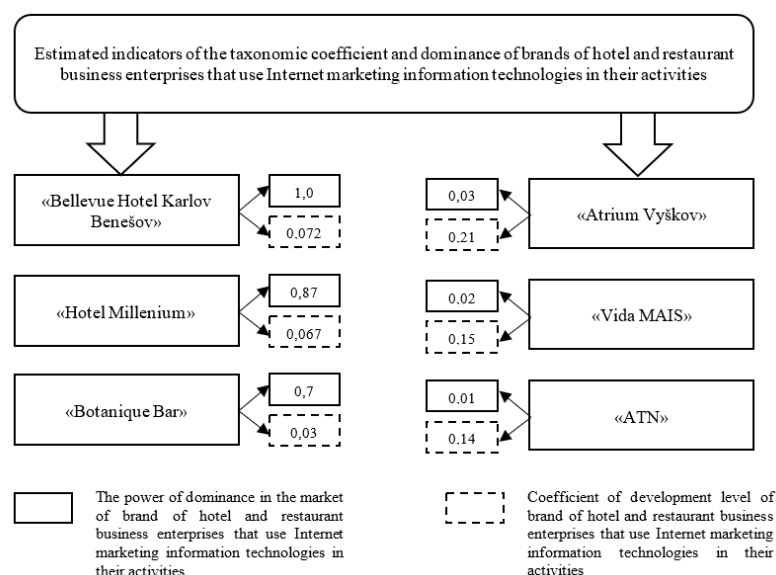 Estimated indicators of the taxonomic coefficient and dominance of brands of hotel and restaurant
business enterprises that use Internet marketing information technologies in their activities
«Bellevue Hotel Karlov
Benešov»
1,0
0,072
«Hotel Millenium»
0,87
0,067
«Botanique Bar»
0,7
0,03
0,03
0,21
«Atrium Vyškov»
0,02
0,15
«Vida MAIS»
0,01
0,14
«ATN»
The power of dominance in the market
of brand of hotel and restaurant
business enterprises that use Internet
marketing information technologies in
their activities
Coefficient of development level of
brand of hotel and restaurant business
enterprises that use Internet marketing
information technologies in their
activities